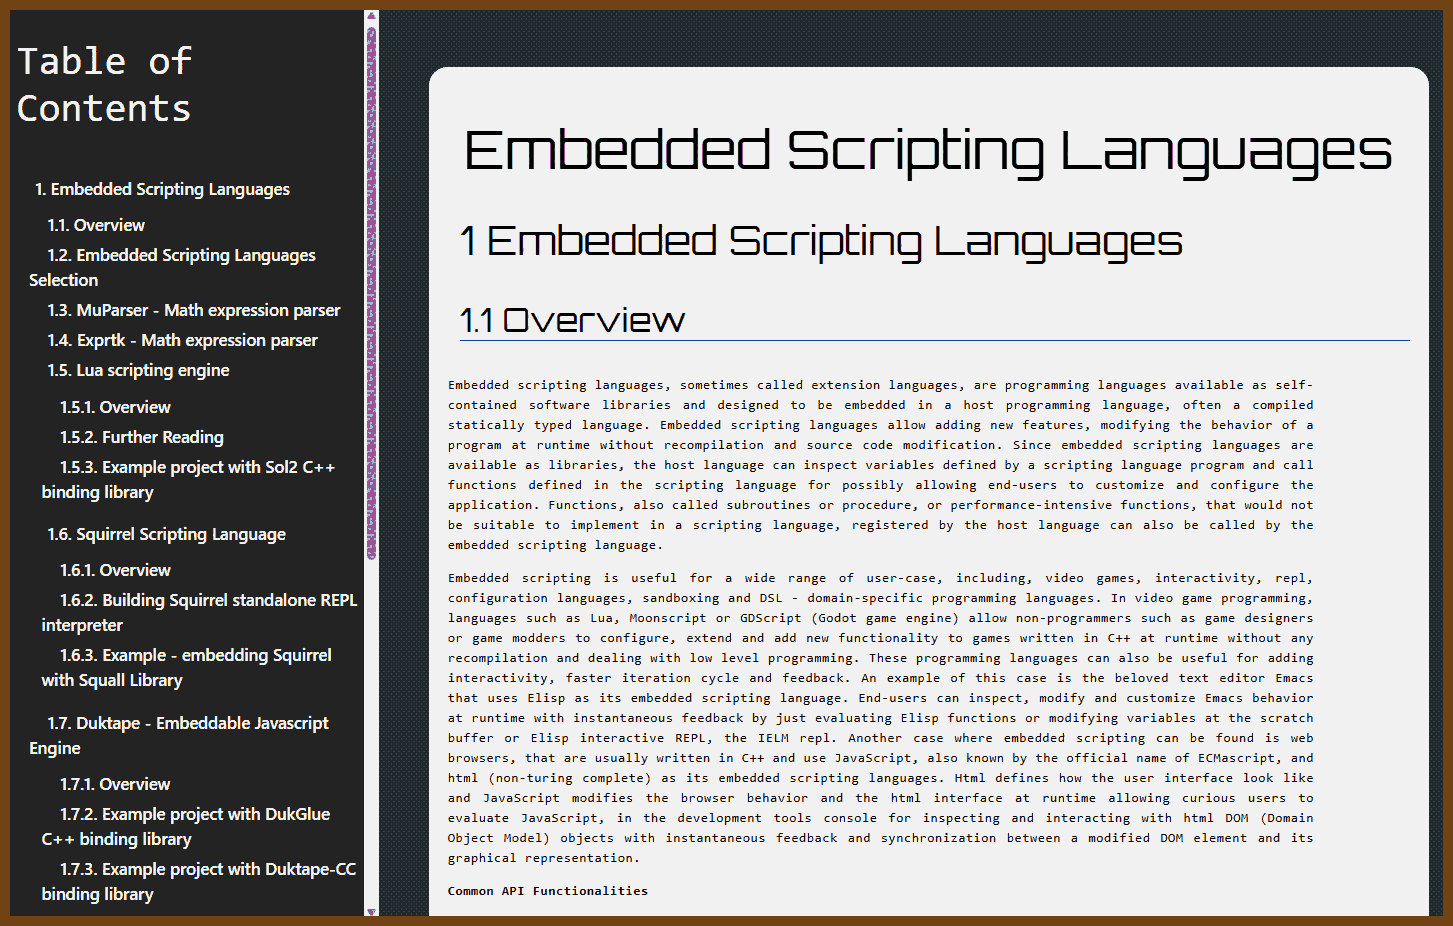 Table of
Contents
1. Embedded Scripting Languages
1.1. Overview
1.2. Embedded Scripting Languages
Selection
1.3. MuParser - Math expression parser
1.4. Exprtk - Math expression parser
1.5. Lua scripting engine
1.5.1. Overview
1.5.2. Further Reading
1.5.3. Example project with Sol2 C++
binding library
1.6. Squirrel Scripting Language
1.6.1. Overview
1.6.2. Building Squirrel standalone REPL
interpreter
1.6.3. Example - embedding Squirrel
with Squall Library
1.7. Duktape - Embeddable Javascript
Engine
1.7.1. Overview
1.7.2. Example project with DukGlue
C++ binding library
1.7.3. Example project with Duktape-CC
binding library
Embedded Scripting Languages
1 Embedded Scripting Languages
1.1 Overview
Embedded scripting languages, sometimes called extension languages, are programming languages available as self-
contained software libraries and designed to be embedded in a host programming language, often a compiled
statically typed language. Embedded scripting languages allow adding new features, modifying the behavior of a
program at runtime without recompilation and source code modification. Since embedded scripting languages are
available as libraries, the host language can inspect variables defined by a scripting language program and call
functions defined in the scripting language for possibly allowing end-users to customize and configure the
application. Functions, also called subroutines or procedure, or performance-intensive functions, that would not
be suitable to implement in a scripting language, registered by the host language can also be called by the
embedded scripting language.
Embedded scripting is useful for a wide range of user-case, including, video games, interactivity, repl,
configuration languages, sandboxing and DSL - domain-specific programming languages. In video game programming,
languages such as Lua, Moonscript or GDScript (Godot game engine) allow non-programmers such as game designers
or game modders to configure, extend and add new functionality to games written in C++ at runtime without any
recompilation and dealing with low level programming. These programming languages can also be useful for adding
interactivity, faster iteration cycle and feedback. An example of this case is the beloved text editor Emacs
that uses Elisp as its embedded scripting language. End-users can inspect, modify and customize Emacs behavior
at runtime with instantaneous feedback by just evaluating Elisp functions or modifying variables at the scratch
buffer or Elisp interactive REPL, the IELM repl. Another case where embedded scripting can be found is web
browsers, that are usually written in C++ and use JavaScript, also known by the official name of ECMascript, and
html (non-turing complete) as its embedded scripting languages. Html defines how the user interface look like
and JavaScript modifies the browser behavior and the html interface at runtime allowing curious users to
evaluate JavaScript, in the development tools console for inspecting and interacting with html DOM (Domain
Object Model) objects with instantaneous feedback and synchronization between a modified DOM element and its
graphical representation.
Common API Functionalities